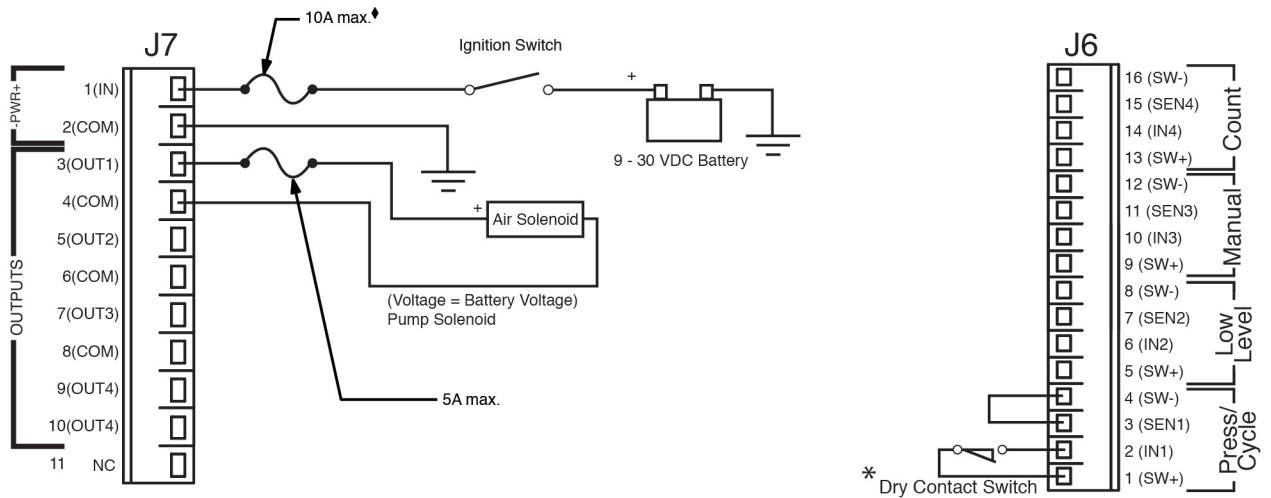 10A max.♦
J7
Ignition Switch
-PWR+
1(IN)
2(COM)
+
9 - 30 VDC Battery
OUTPUTS
3(OUT1)
4(COM)
5(OUT2)
6(COM)
7(OUT3)
8(COM)
9(OUT4)
10(OUT4)
11 NC
+
Air Solenoid
(Voltage = Battery Voltage)
Pump Solenoid
5A max.
J6
16 (SW-)
15 (SEN4)
14 (IN4)
13 (SW+)
Count
12 (SW-)
11 (SEN3)
10 (IN3)
9 (SW+)
Manual
8 (SW-)
7 (SEN2)
6 (IN2)
5 (SW+)
Low
Level
4 (SW-)
3 (SEN1)
2 (IN1)
1 (SW+)
Press/
Cycle
* Dry Contact Switch